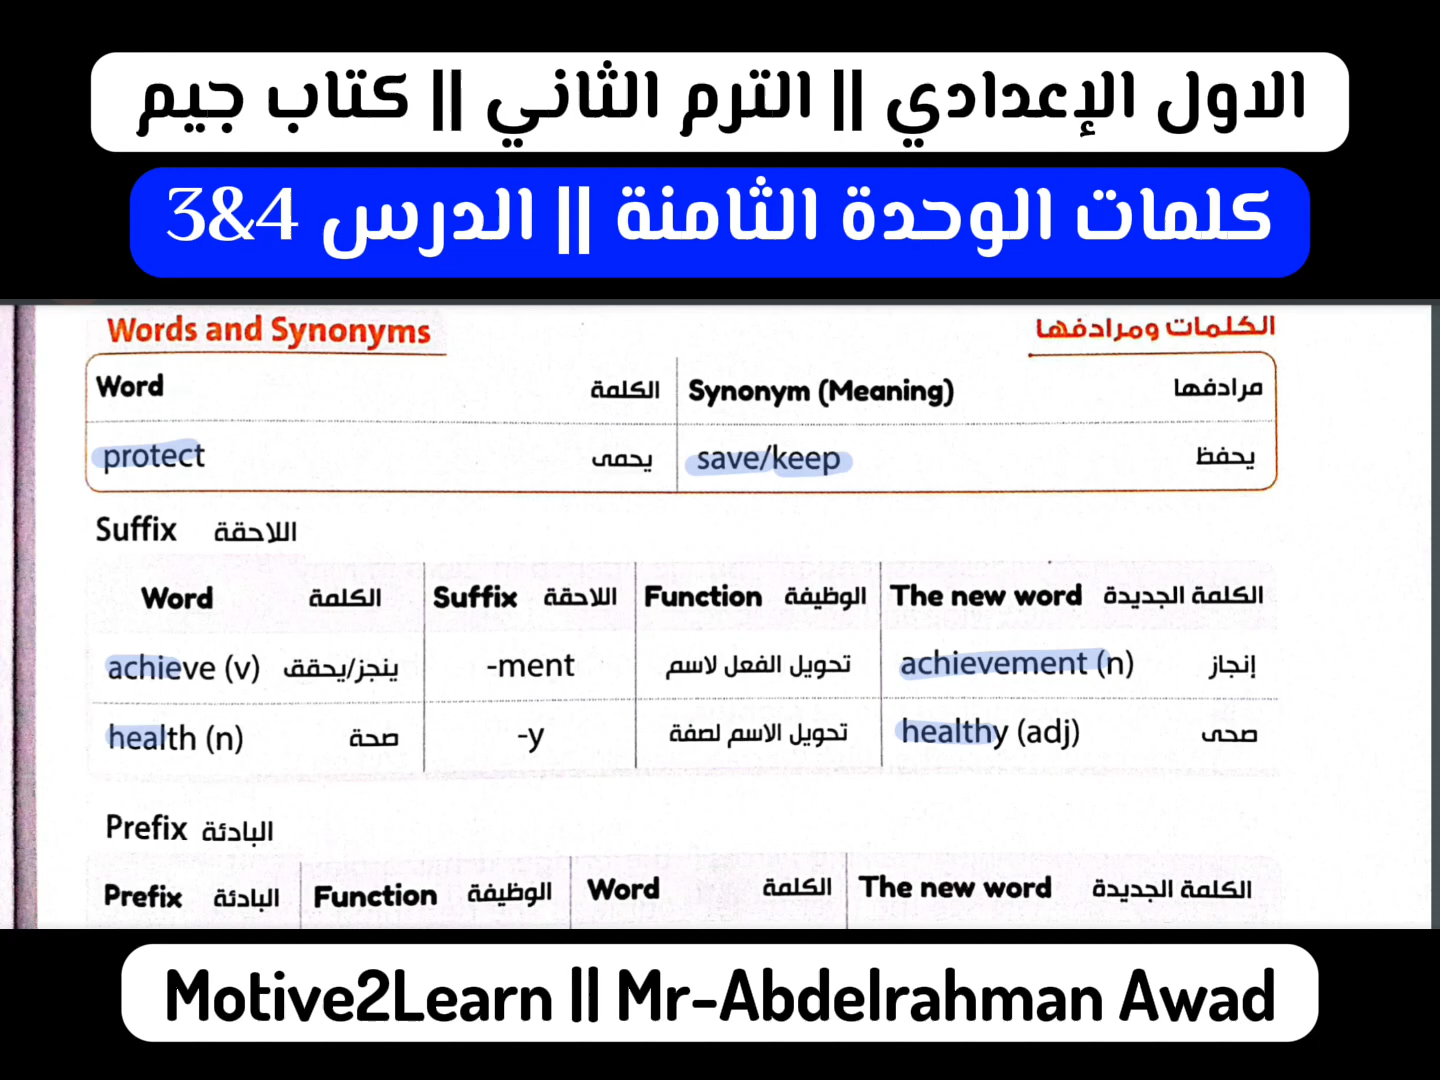 الاول الإعدادي || الترم الثاني || كتاب جيم
كلمات الوحدة الثامنة || الدرس 3&4
Words and Synonyms الكلمات ومرادفها
Word الكلمة Synonym (Meaning) مرادفها
protect يحمى save/keep يحفظ
Suffix اللاحقة
Word الكلمة Suffix اللاحقة Function الوظيفة The new word الكلمة الجديدة
achieve (v) ينجز/يحقق -ment تحويل الفعل لاسم achievement (n) إنجاز
health (n) صحة -y تحويل الاسم لصفة healthy (adj) صحى
Prefix البادئة
Prefix البادئة Function الوظيفة Word الكلمة The new word الكلمة الجديدة
Motive2Learn || Mr-Abdelrahman Awad